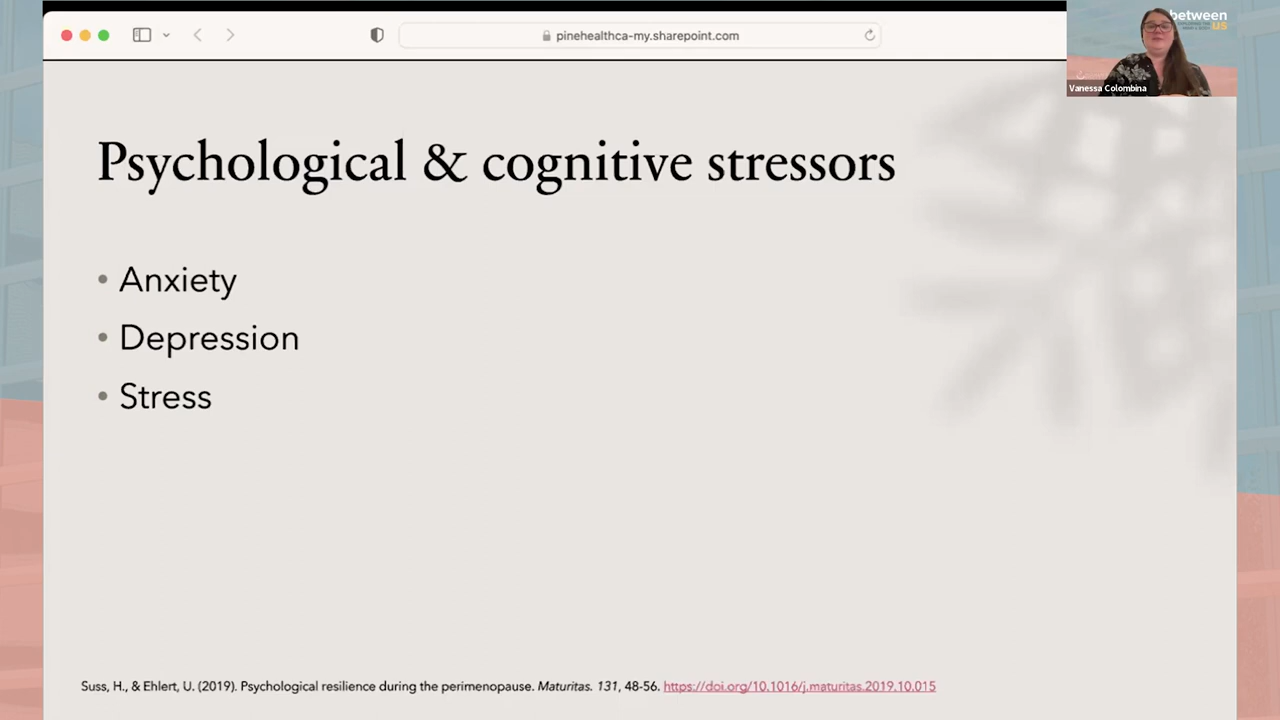 pinehealthca-my.sharepoint.com
between
us
Vanessa Colombina
Psychological & cognitive stressors
• Anxiety
• Depression
• Stress
Suss, H., & Ehlert, U. (2019). Psychological resilience during the perimenopause. Maturitas. 131, 48-56. https://doi.org/10.1016/j.maturitas.2019.10.015